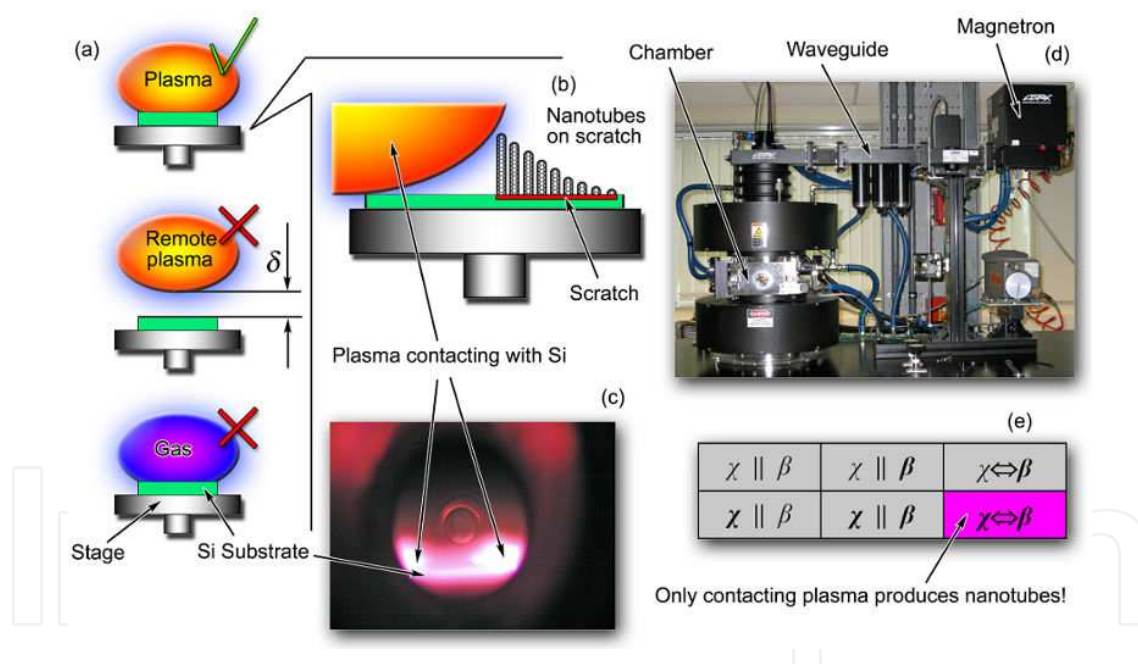 (a)
Plasma
Remote
plasma
δ
Gas
Stage
Si Substrate
(b)
Nanotubes
on scratch
Scratch
Plasma contacting with Si
(c)
Chamber
Waveguide
Magnetron
(d)
(e)
χ || β
χ || β
χ⇔β
χ || β
χ || β
χ⇔β
Only contacting plasma produces nanotubes!